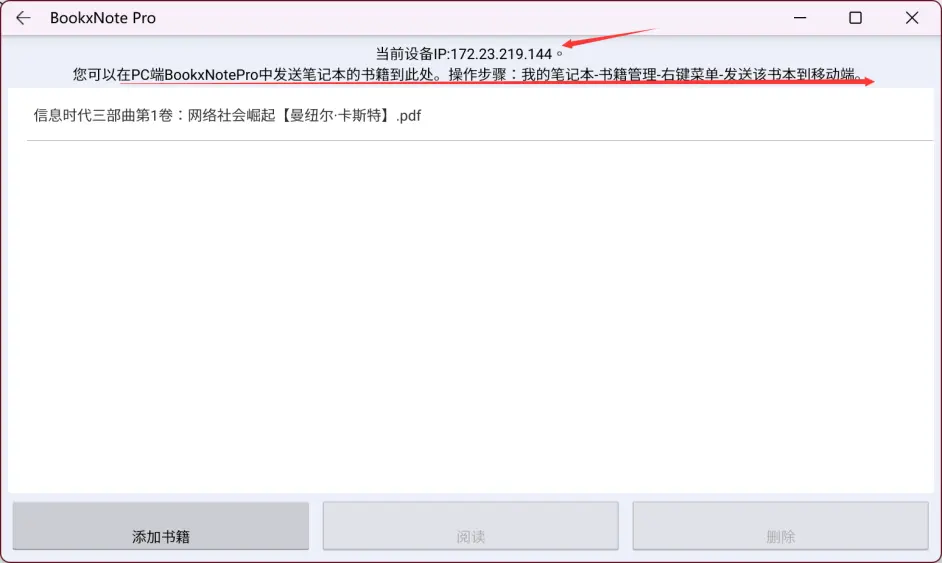 BookxNote Pro
当前设备IP:172.23.219.144。
您可以在PC端BookxNotePro中发送笔记本的书籍到此处。操作步骤：我的笔记本-书籍管理-右键菜单-发送该书本到移动端。
信息时代三部曲第1卷：网络社会崛起【曼纽尔·卡斯特】.pdf
添加书籍 阅读 删除